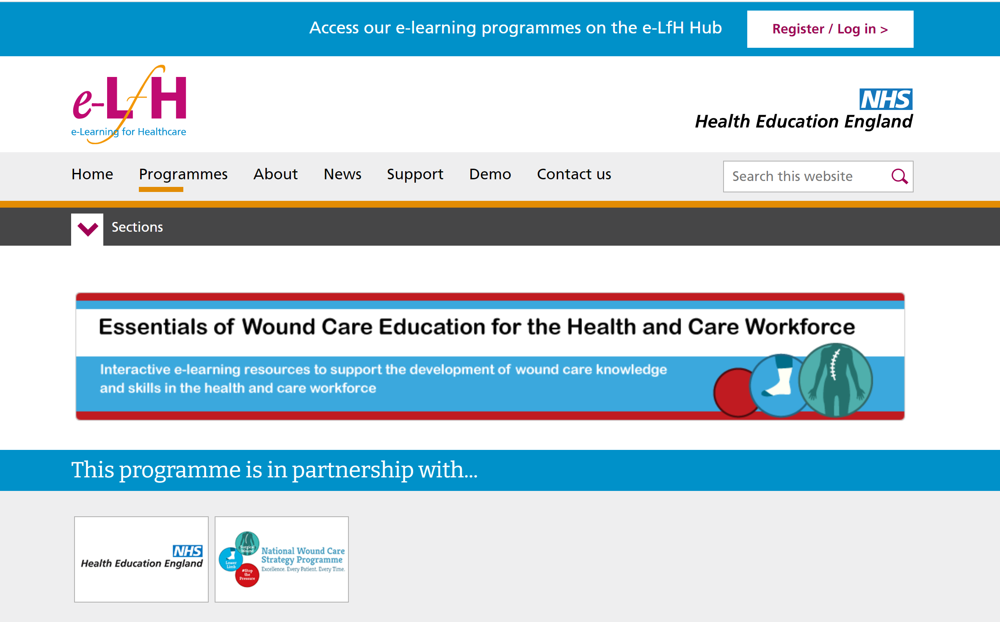 Access our e-learning programmes on the e-LfH Hub
Register / Log in >
e-LfH
e-Learning for Healthcare
NHS
Health Education England
Home Programmes About News Support Demo Contact us
Search this website
Sections
Essentials of Wound Care Education for the Health and Care Workforce
Interactive e-learning resources to support the development of wound care knowledge
and skills in the health and care workforce
This programme is in partnership with...
NHS
Health Education England
Surgical
Wound
Lower
Limb
#Stop
the
Pressure
National Wound Care
Strategy Programme
Excellence. Every Patient. Every Time.